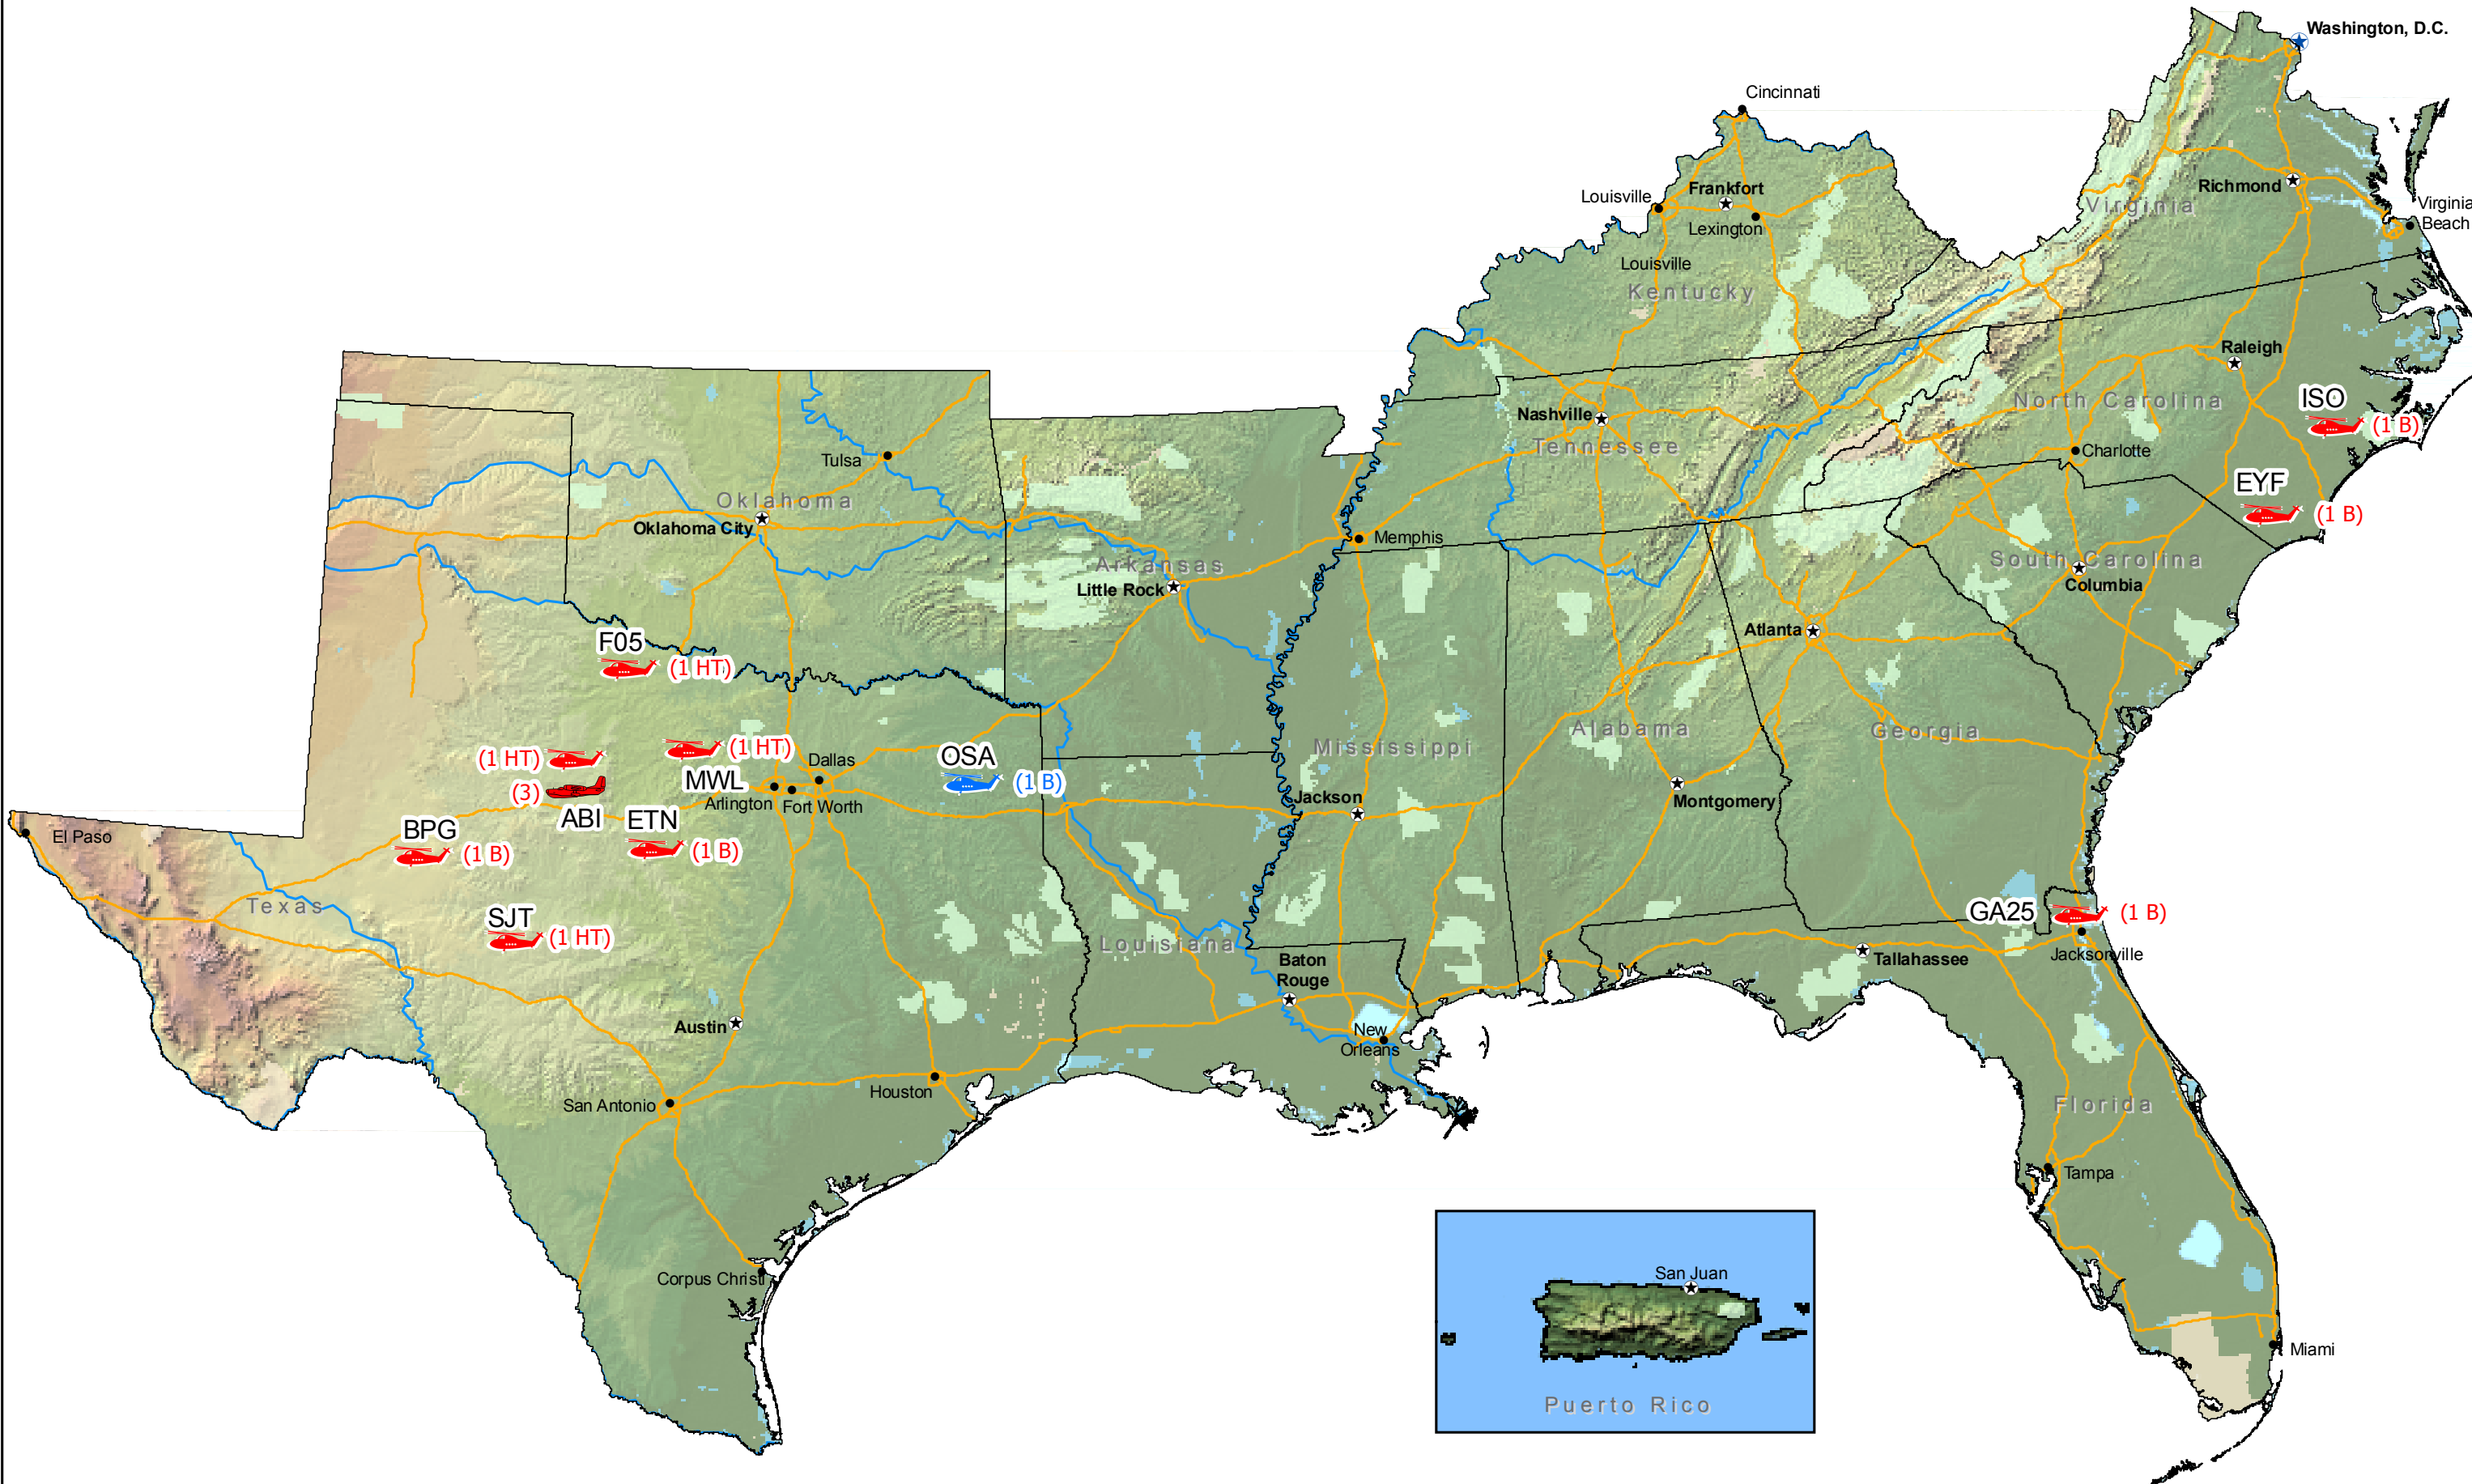 Washington, D.C.
Cincinnati
Louisville
Frankfort
Lexington
Richmond
Virginia
Virginia
Beach
Louisville
Kentucky
Raleigh
ISO
(1 B)
North Carolina
Nashville
Tennessee
Charlotte
Tulsa
Oklahoma
Oklahoma City
EYF
(1 B)
Memphis
Arkansas
Little Rock
South Carolina
Columbia
Atlanta
F05
(1 HT)
Alabama
Georgia
Mississippi
(1 HT)
(1 HT)
Dallas
OSA
(1 B)
(3)
MWL
Arlington
Fort Worth
Jackson
Montgomery
ABI
ETN
BPG
(1 B)
(1 B)
El Paso
Texas
SJT
(1 HT)
GA25
(1 B)
Louisiana
Baton
Rouge
Tallahassee
Jacksonville
Austin
New
Orleans
Houston
San Antonio
Florida
Tampa
Corpus Christi
San Juan
Miami
Puerto Rico